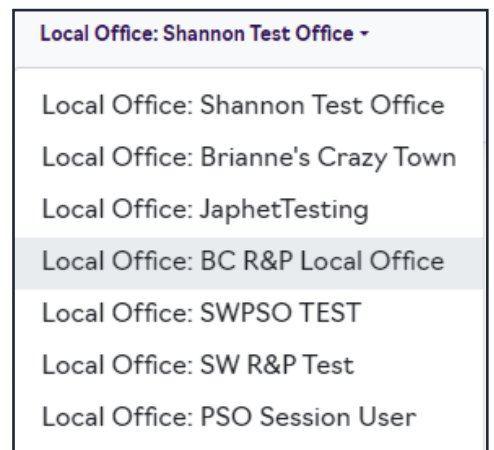 Local Office: Shannon Test Office
Local Office: Shannon Test Office
Local Office: Brianne's Crazy Town
Local Office: JaphetTesting
Local Office: BC R&P Local Office
Local Office: SWPSO TEST
Local Office: SW R&P Test
Local Office: PSO Session User